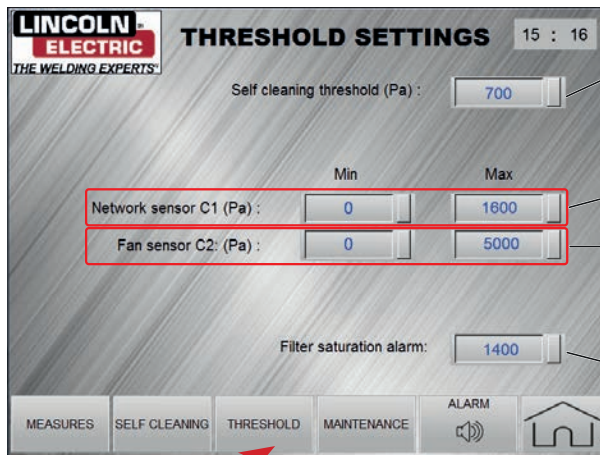 LINCOLN
ELECTRIC
THE WELDING EXPERTS®
THRESHOLD SETTINGS
15 : 16
Self cleaning threshold (Pa) : 700
Min Max
Network sensor C1 (Pa) : 0 1600
Fan sensor C2: (Pa) : 0 5000
Filter saturation alarm: 1400
MEASURES SELF CLEANING THRESHOLD MAINTENANCE ALARM